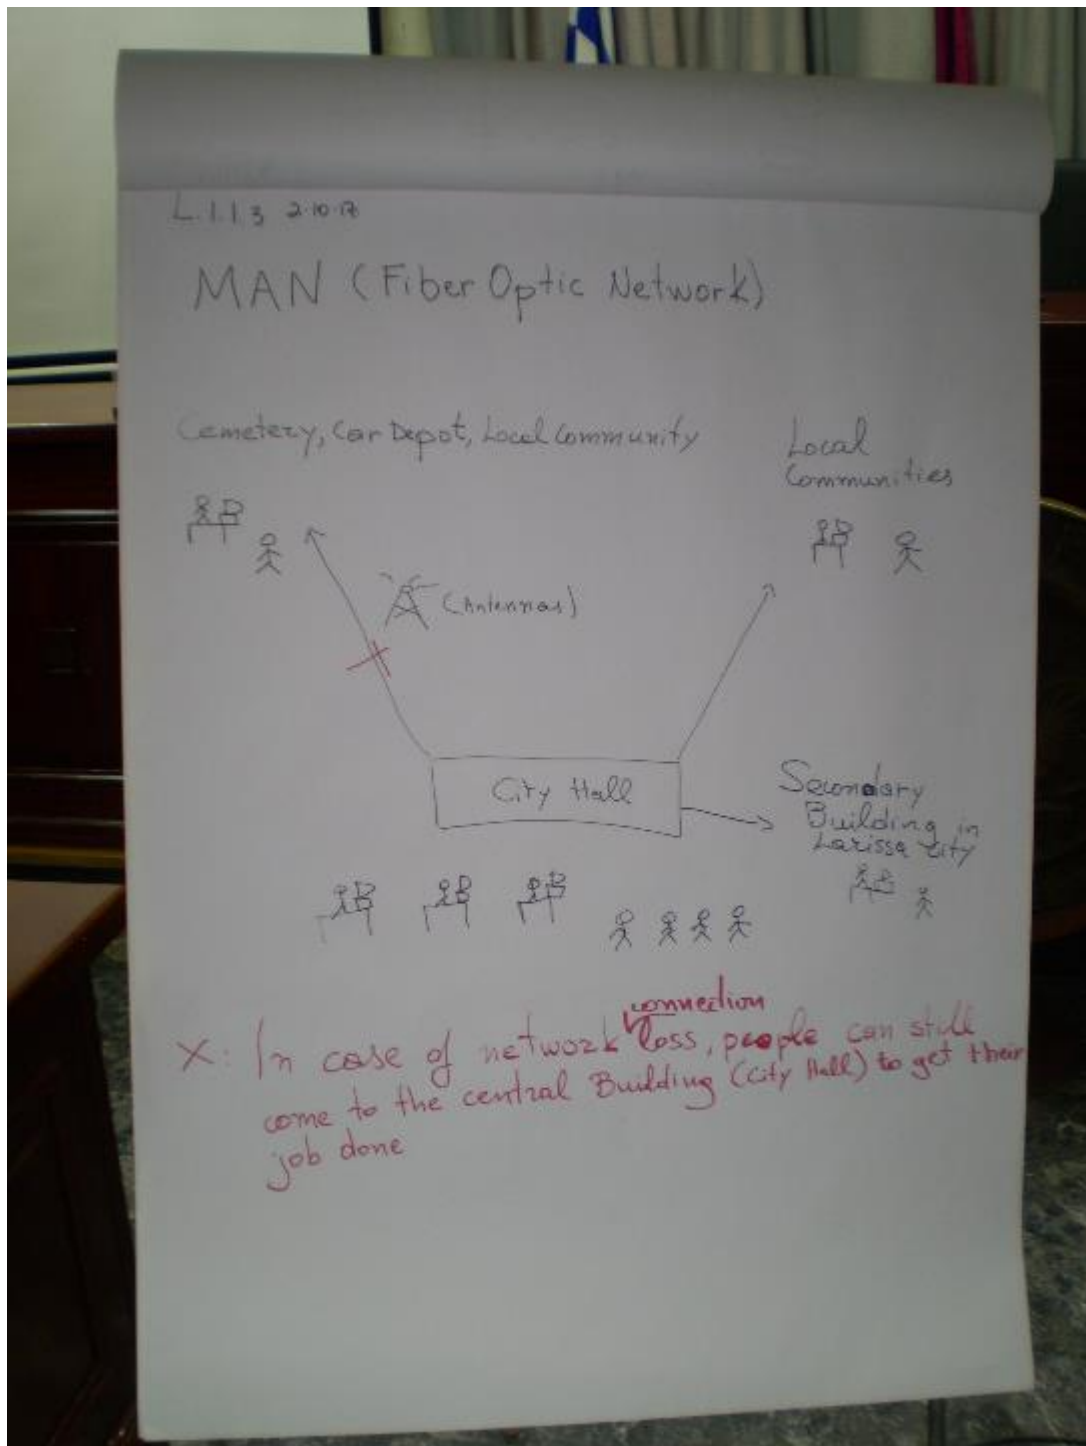 L.1.1.3 2.10.17
MAN (Fiber Optic Network)
Cemetery, Car Depot, Local Community
Local
Communities
(Antennas)
City Hall
Secondary
Building in
Larissa city
connection
X: In case of network loss, people can still
come to the central Building (City Hall) to get their
job done